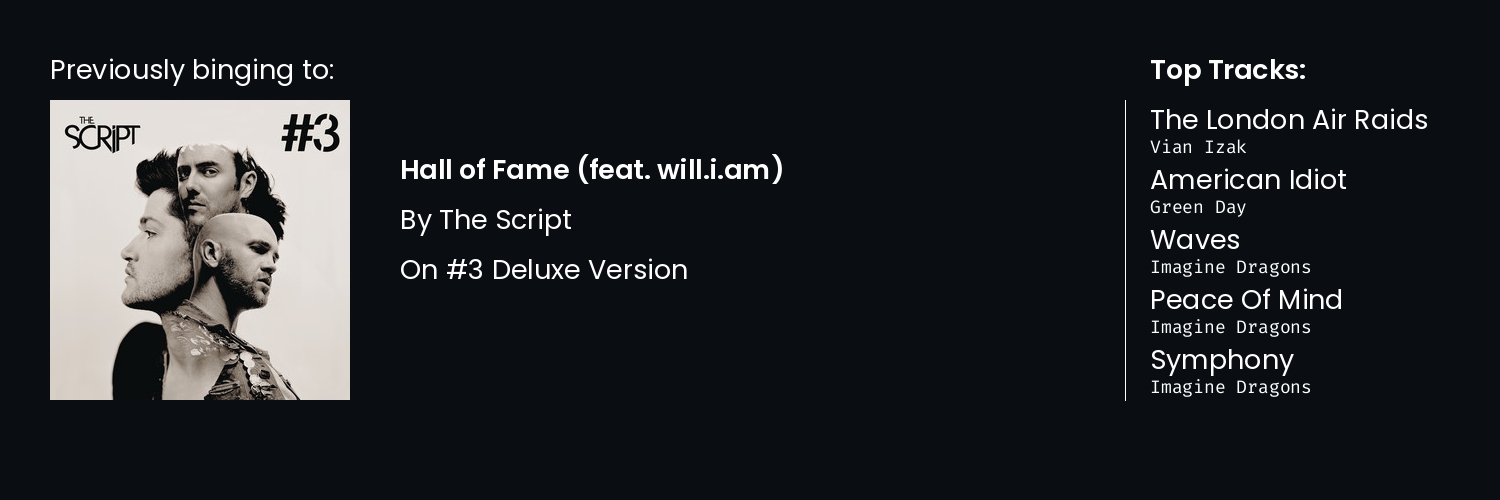 Previously binging to:
THE
SCRIPT
#3
Hall of Fame (feat. will.i.am)
By The Script
On #3 Deluxe Version
Top Tracks:
The London Air Raids
Vian Izak
American Idiot
Green Day
Waves
Imagine Dragons
Peace Of Mind
Imagine Dragons
Symphony
Imagine Dragons